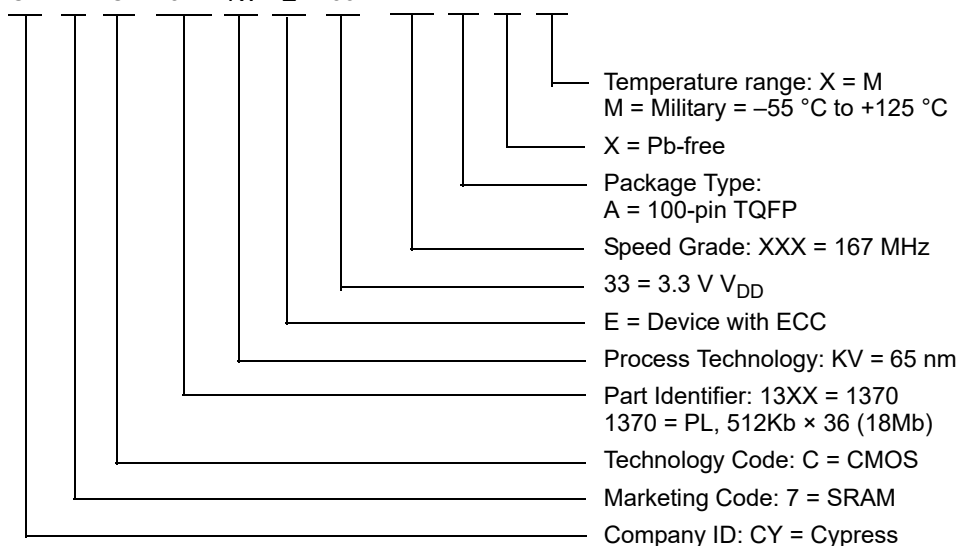 Temperature range: X = M
M = Military = –55 °C to +125 °C
X = Pb-free
Package Type:
A = 100-pin TQFP
Speed Grade: XXX = 167 MHz
33 = 3.3 V VDD
E = Device with ECC
Process Technology: KV = 65 nm
Part Identifier: 13XX = 1370
1370 = PL, 512Kb × 36 (18Mb)
Technology Code: C = CMOS
Marketing Code: 7 = SRAM
Company ID: CY = Cypress